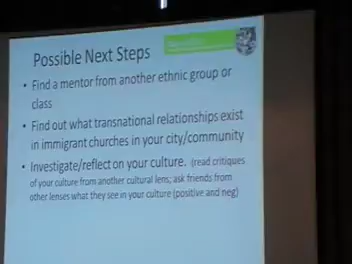 Possible Next Steps
• Find a mentor from another ethnic group or
class
• Find out what transnational relationships exist
in immigrant churches in your city/community
• Investigate/reflect on your culture. (read critiques
of your culture from another cultural lens; ask friends from
other lenses what they see in your culture (positive and neg)